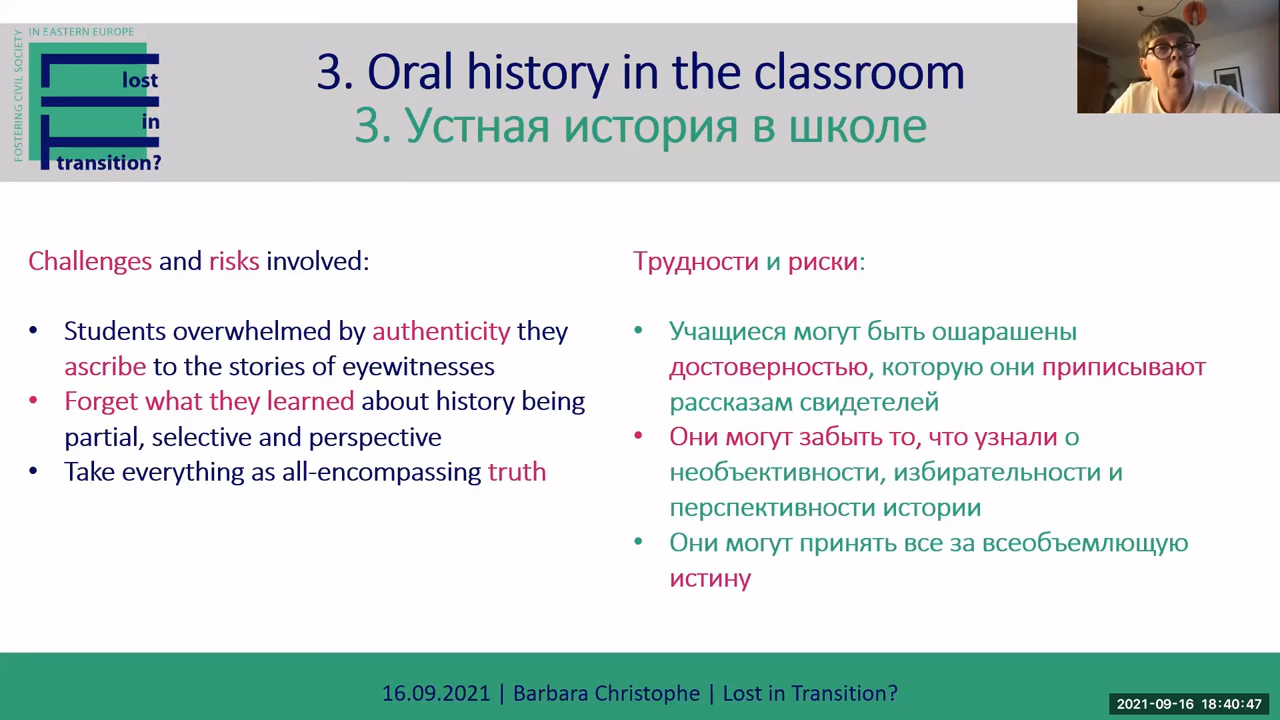 FOSTERING CIVIL SOCIETY
IN EASTERN EUROPE
lost
in
transition?
3. Oral history in the classroom
3. Устная история в школе
Challenges and risks involved:
• Students overwhelmed by authenticity they
ascribe to the stories of eyewitnesses
• Forget what they learned about history being
partial, selective and perspective
• Take everything as all-encompassing truth
Трудности и риски:
• Учащиеся могут быть ошарашены
достоверностью, которую они приписывают
рассказам свидетелей
• Они могут забыть то, что узнали о
необъективности, избирательности и
перспективности истории
• Они могут принять все за всеобъемлющую
истину
16.09.2021 | Barbara Christophe | Lost in Transition?
2021-09-16 18:40:47